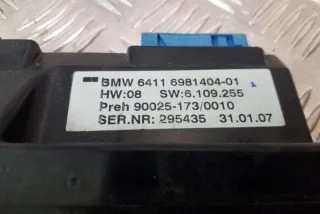 BMW 6411 6981404-01
HW:08 SW:6.109.255
Preh 90025-173/0010
SER.NR: 295435 31.01.07